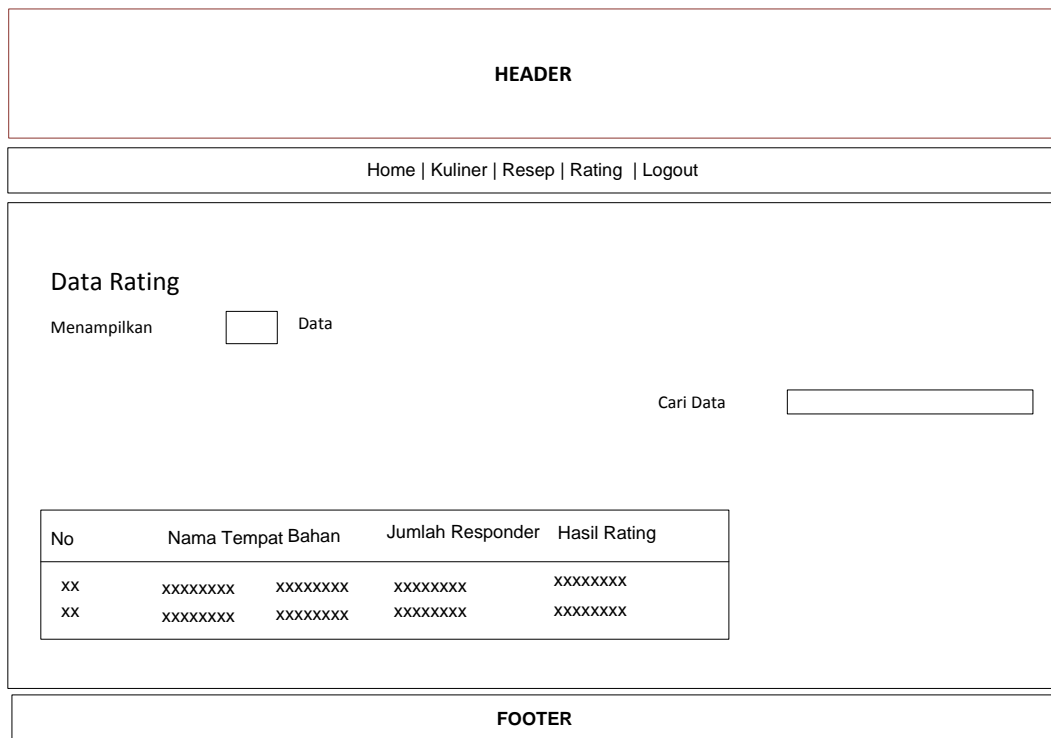 HEADER
Home | Kuliner | Resep | Rating | Logout
Data Rating
Menampilkan Data
Cari Data
No Nama Tempat Bahan Jumlah Responder Hasil Rating
xx xxxxxxxx xxxxxxxx xxxxxxxx xxxxxxxx
xx xxxxxxxx xxxxxxxx xxxxxxxx xxxxxxxx
FOOTER